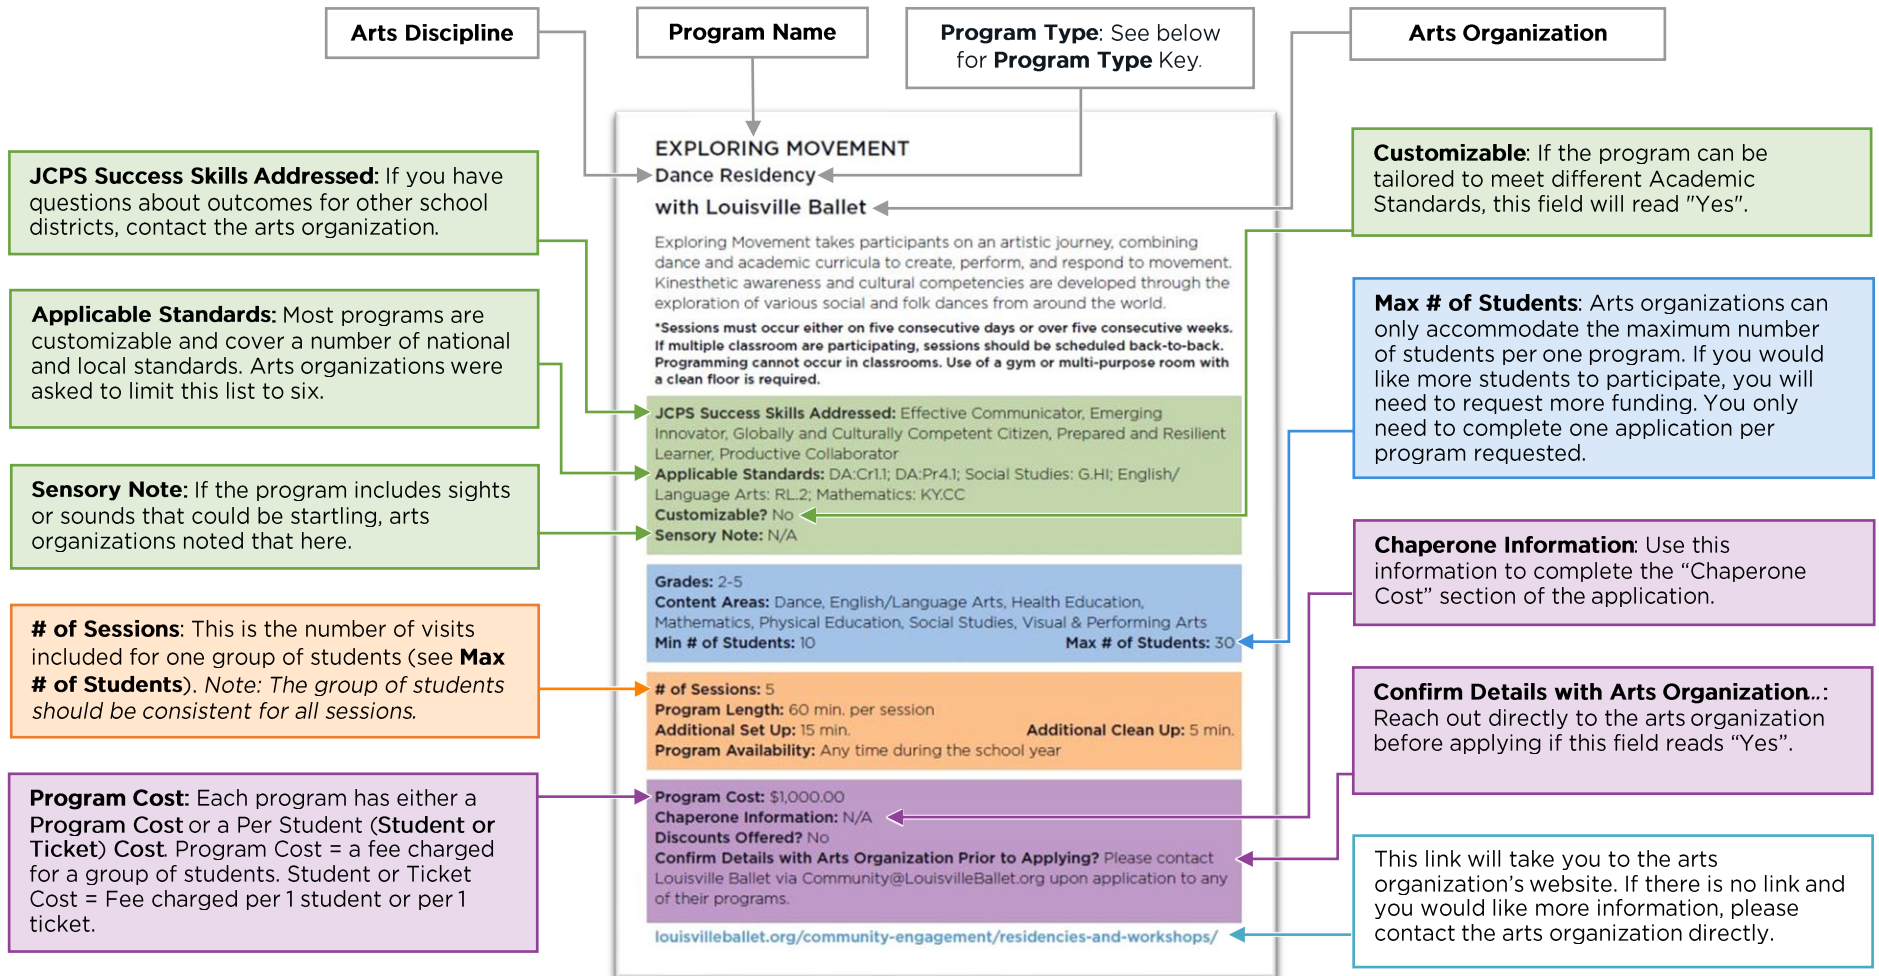 Arts Discipline
Program Name
Program Type: See below
for Program Type Key.
Arts Organization
JCPS Success Skills Addressed: If you have
questions about outcomes for other school
districts, contact the arts organization.
Applicable Standards: Most programs are
customizable and cover a number of national
and local standards. Arts organizations were
asked to limit this list to six.
Sensory Note: If the program includes sights
or sounds that could be startling, arts
organizations noted that here.
# of Sessions: This is the number of visits
included for one group of students (see Max
# of Students). Note: The group of students
should be consistent for all sessions.
Program Cost: Each program has either a
Program Cost or a Per Student (Student or
Ticket) Cost. Program Cost = a fee charged
for a group of students. Student or Ticket
Cost = Fee charged per 1 student or per 1
ticket.
EXPLORING MOVEMENT
Dance Residency
with Louisville Ballet
Exploring Movement takes participants on an artistic journey, combining
dance and academic curricula to create, perform, and respond to movement.
Kinesthetic awareness and cultural competencies are developed through the
exploration of various social and folk dances from around the world.
*Sessions must occur either on five consecutive days or over five consecutive weeks.
If multiple classroom are participating, sessions should be scheduled back-to-back.
Programming cannot occur in classrooms. Use of a gym or multi-purpose room with
a clean floor is required.
JCPS Success Skills Addressed: Effective Communicator, Emerging
Innovator, Globally and Culturally Competent Citizen, Prepared and Resilient
Learner, Productive Collaborator
Applicable Standards: DA:Cr1.1; DA:Pr4.1; Social Studies: G.HI; English/
Language Arts: RL.2; Mathematics: KY.CC
Customizable? No
Sensory Note: N/A
Grades: 2-5
Content Areas: Dance, English/Language Arts, Health Education,
Mathematics, Physical Education, Social Studies, Visual & Performing Arts
Min # of Students: 10 Max # of Students: 30
# of Sessions: 5
Program Length: 60 min. per session
Additional Set Up: 15 min. Additional Clean Up: 5 min.
Program Availability: Any time during the school year
Program Cost: $1,000.00
Chaperone Information: N/A
Discounts Offered? No
Confirm Details with Arts Organization Prior to Applying? Please contact
Louisville Ballet via Community@LouisvilleBallet.org upon application to any
of their programs.
louisvilleballet.org/community-engagement/residencies-and-workshops/
Customizable: If the program can be
tailored to meet different Academic
Standards, this field will read "Yes".
Max # of Students: Arts organizations can
only accommodate the maximum number
of students per one program. If you would
like more students to participate, you will
need to request more funding. You only
need to complete one application per
program requested.
Chaperone Information: Use this
information to complete the “Chaperone
Cost” section of the application.
Confirm Details with Arts Organization...:
Reach out directly to the arts organization
before applying if this field reads “Yes”.
This link will take you to the arts
organization’s website. If there is no link and
you would like more information, please
contact the arts organization directly.